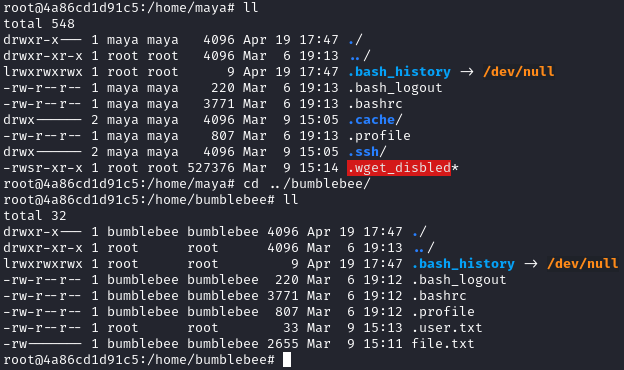 root@4a86cd1d91c5:/home/maya# ll
total 548
drwxr-x--- 1 maya maya   4096 Apr 19 17:47 ./
drwxr-xr-x 1 root root   4096 Mar  6 19:13 ../
lrwxrwxrwx 1 root root      9 Apr 19 17:47 .bash_history -> /dev/null
-rw-r--r-- 1 maya maya    220 Mar  6 19:13 .bash_logout
-rw-r--r-- 1 maya maya   3771 Mar  6 19:13 .bashrc
drwx------ 2 maya maya   4096 Mar  9 15:05 .cache/
-rw-r--r-- 1 maya maya    807 Mar  6 19:13 .profile
drwx------ 2 maya maya   4096 Mar  9 15:05 .ssh/
-rwsr-xr-x 1 root root 527376 Mar  9 15:14 .wget_disbled*
root@4a86cd1d91c5:/home/maya# cd ../bumblebee/
root@4a86cd1d91c5:/home/bumblebee# ll
total 32
drwxr-x--- 1 bumblebee bumblebee 4096 Apr 19 17:47 ./
drwxr-xr-x 1 root      root      4096 Mar  6 19:13 ../
lrwxrwxrwx 1 root      root         9 Apr 19 17:47 .bash_history -> /dev/null
-rw-r--r-- 1 bumblebee bumblebee  220 Mar  6 19:12 .bash_logout
-rw-r--r-- 1 bumblebee bumblebee 3771 Mar  6 19:12 .bashrc
-rw-r--r-- 1 bumblebee bumblebee  807 Mar  6 19:12 .profile
-rw-r--r-- 1 root      root        33 Mar  9 15:13 .user.txt
-rw------- 1 bumblebee bumblebee 2655 Mar  9 15:11 file.txt
root@4a86cd1d91c5:/home/bumblebee#